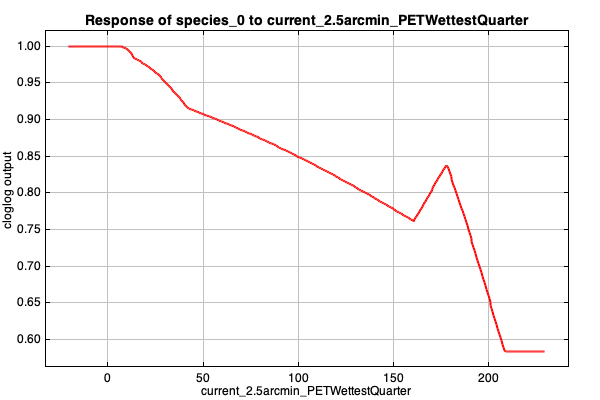 Response of species_0 to current_2.5arcmin_PETWettestQuarter
cloglog output
1.00
0.95
0.90
0.85
0.80
0.75
0.70
0.65
0.60
0 50 100 150 200
current_2.5arcmin_PETWettestQuarter